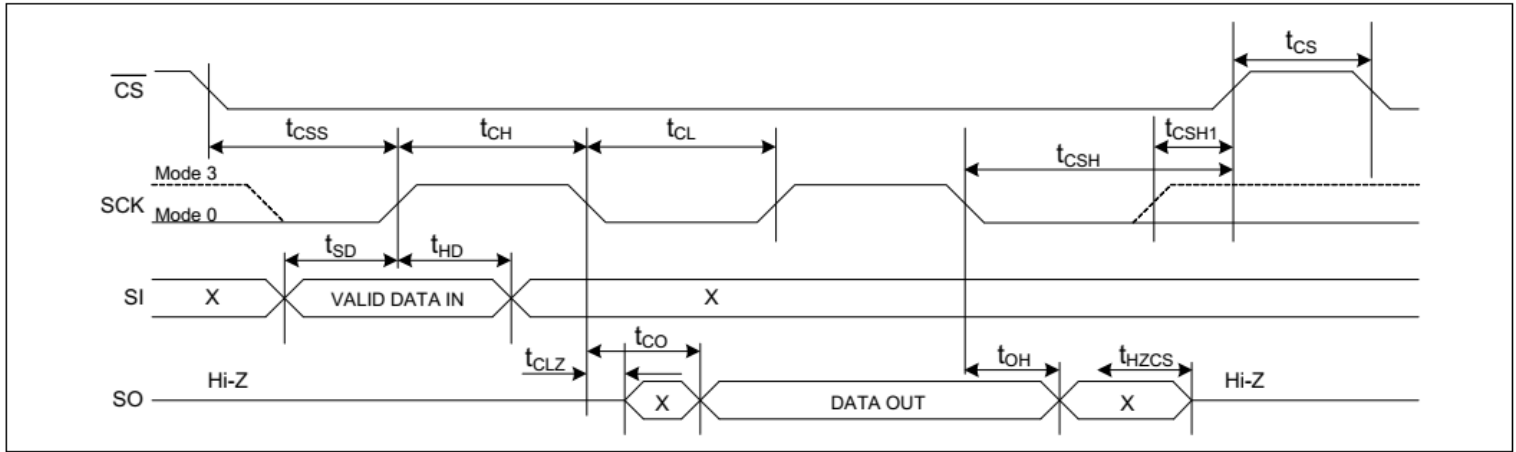 tCS
CS
tCSS tCH tCL tCSH tCSH1
Mode 3
SCK Mode 0
tSD tHD
SI X VALID DATA IN X
tCLZ tCO tOH tHZCS
SO Hi-Z X DATA OUT X Hi-Z